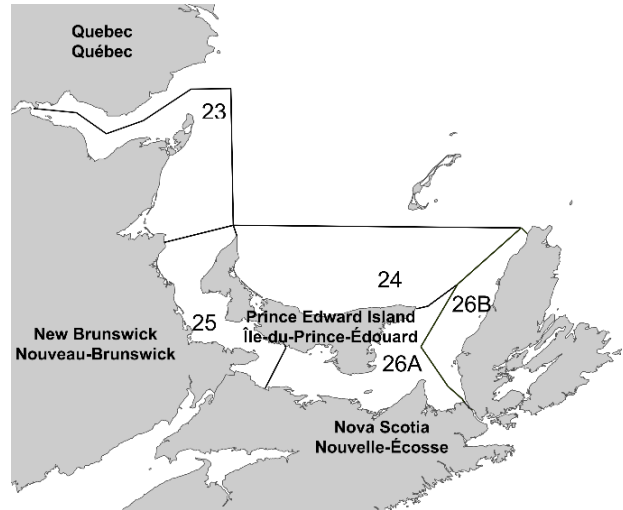 Quebec
Québec
23
24
26B
Prince Edward Island
Île-du-Prince-Édouard
25
New Brunswick
Nouveau-Brunswick
26A
Nova Scotia
Nouvelle-Écosse